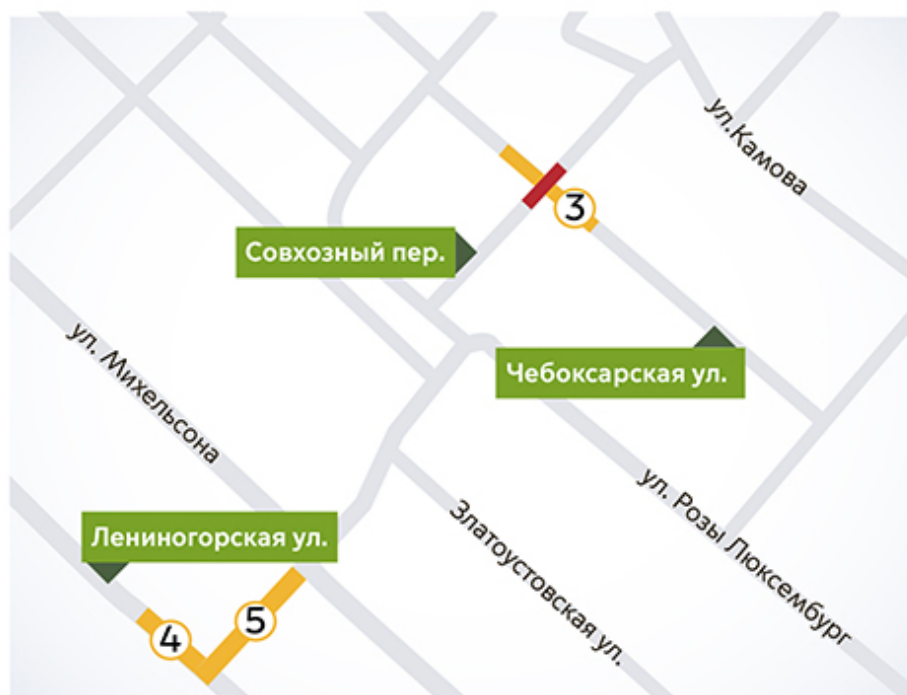 ул.Камова
3
Совхозный пер.
Чебоксарская ул.
ул. Михельсона
ул. Розы Люксембург
Златоустовская ул.
Лениногорская ул.
5
4